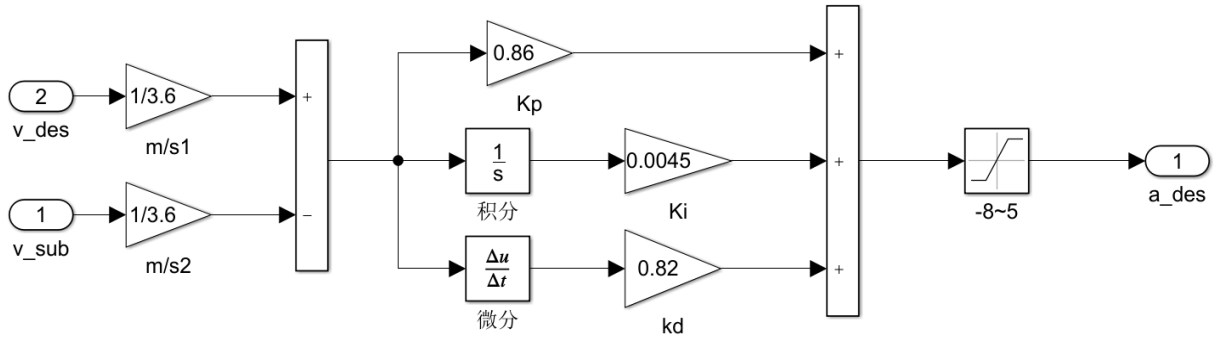 2
v_des
1/3.6
m/s1
1
v_sub
1/3.6
m/s2
+
−
0.86
Kp
1
s
积分
0.0045
Ki
Δu
Δt
微分
0.82
kd
+
+
+
-8~5
1
a_des